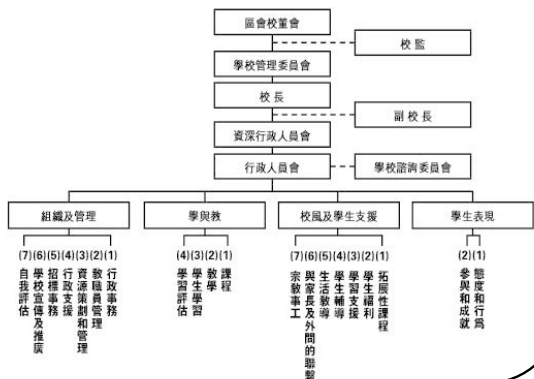 區會校董會
校監
學校管理委員會
校長
副校長
資深行政人員會
行政人員會
學校諮詢委員會
組織及管理
(1)行政事務
(2)教職員管理
(3)資源策劃和管理
(4)行政支援
(5)招標事務
(6)學校宣傳及推廣
(7)自我評估
學與教
(1)課程
(2)教學
(3)學生學習
(4)學習評估
校風及學生支援
(1)拓展性課程
(2)學生福利
(3)學習支援
(4)學生輔導
(5)生活教導
(6)與家長及外間的聯繫
(7)宗教事工
學生表現
(1)態度和行為
(2)參與和成就